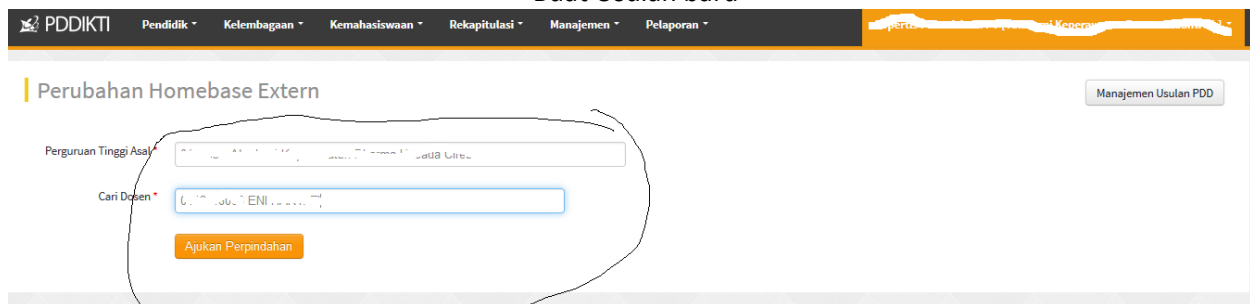 Buat Usulan baru
PDDIKTI Pendidik Kelembagaan Kemahasiswaan Rekapitulasi Manajemen Pelaporan
Perubahan Homebase Extern
Manajemen Usulan PDD
Perguruan Tinggi Asal *
Cari Dosen * ENI
Ajukan Perpindahan